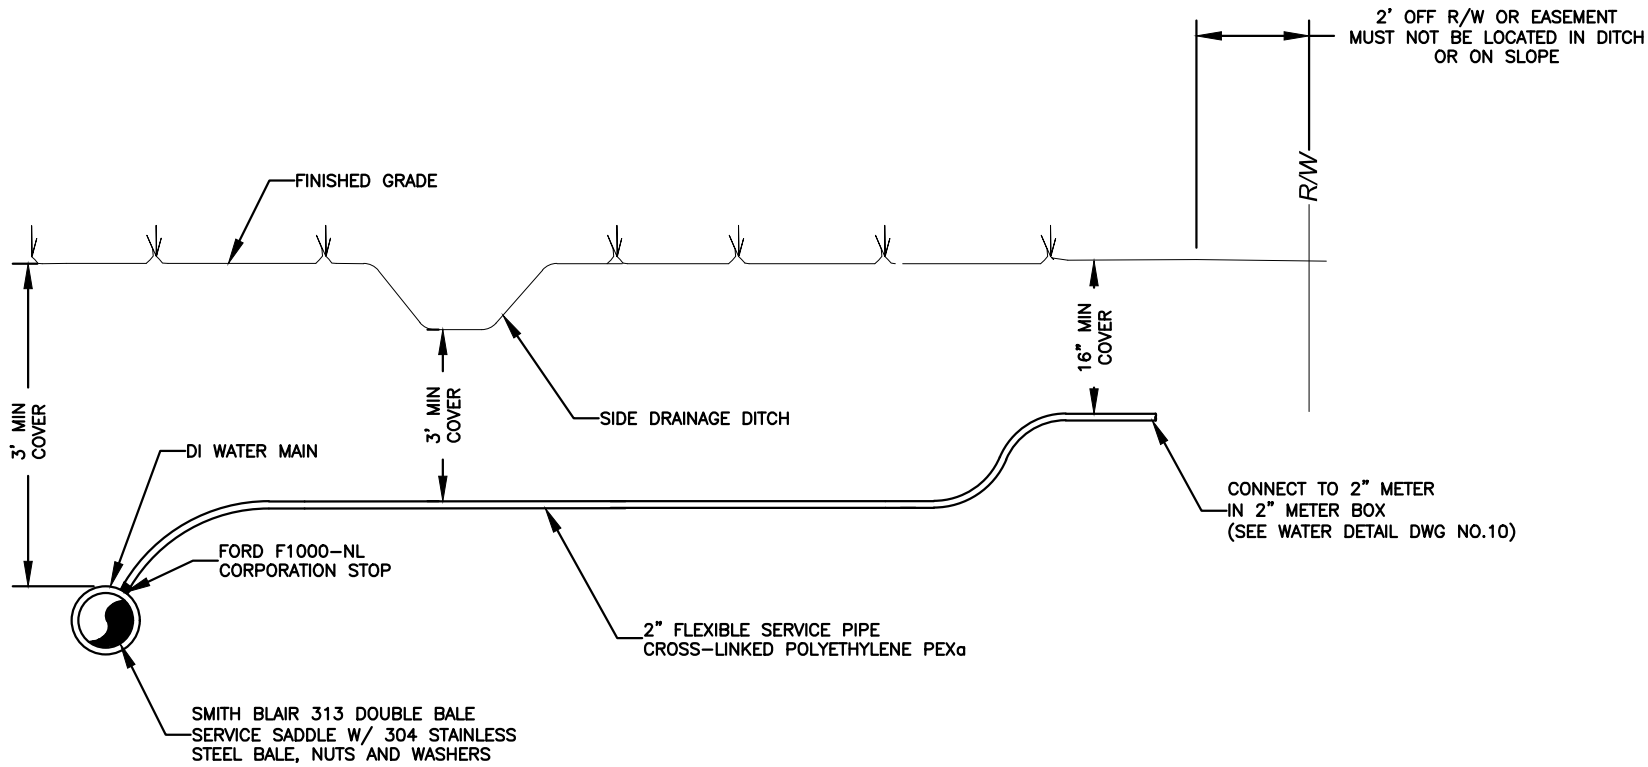 2' OFF R/W OR EASEMENT
MUST NOT BE LOCATED IN DITCH
OR ON SLOPE
R/W
FINISHED GRADE
16" MIN
COVER
3' MIN
COVER
3' MIN
COVER
SIDE DRAINAGE DITCH
DI WATER MAIN
CONNECT TO 2" METER
IN 2" METER BOX
(SEE WATER DETAIL DWG NO.10)
FORD F1000-NL
CORPORATION STOP
2" FLEXIBLE SERVICE PIPE
CROSS-LINKED POLYETHYLENE PEXa
SMITH BLAIR 313 DOUBLE BALE
SERVICE SADDLE W/ 304 STAINLESS
STEEL BALE, NUTS AND WASHERS